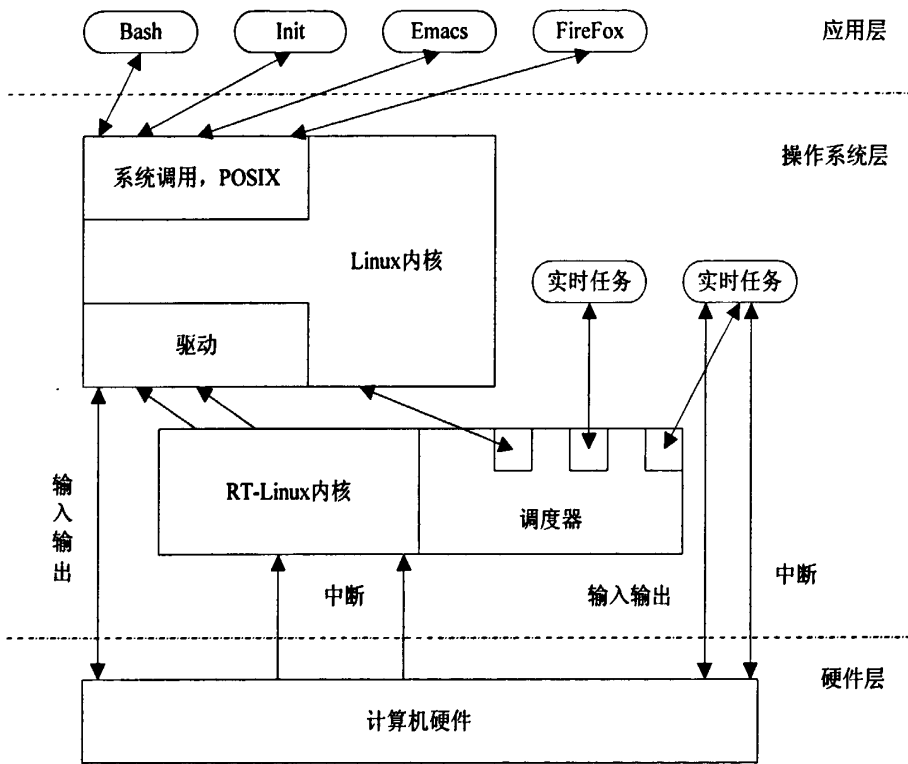 Bash
Init
Emacs
FireFox
应用层
操作系统层
系统调用，POSIX
Linux内核
实时任务
实时任务
驱动
RT-Linux内核
调度器
输入输出
中断
输入输出
中断
硬件层
计算机硬件